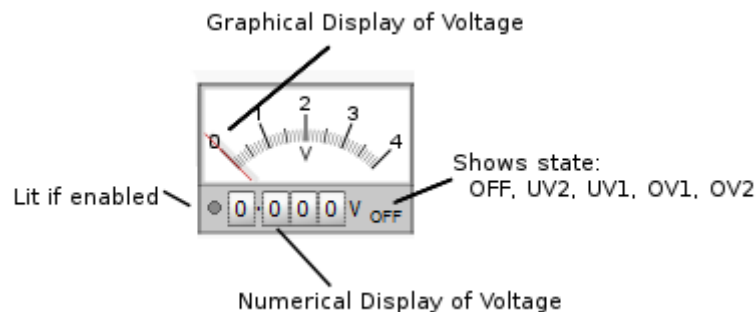 Graphical Display of Voltage
0 1 2 3 4
V
Shows state:
OFF, UV2, UV1, OV1, OV2
Lit if enabled
0.000 V OFF
Numerical Display of Voltage